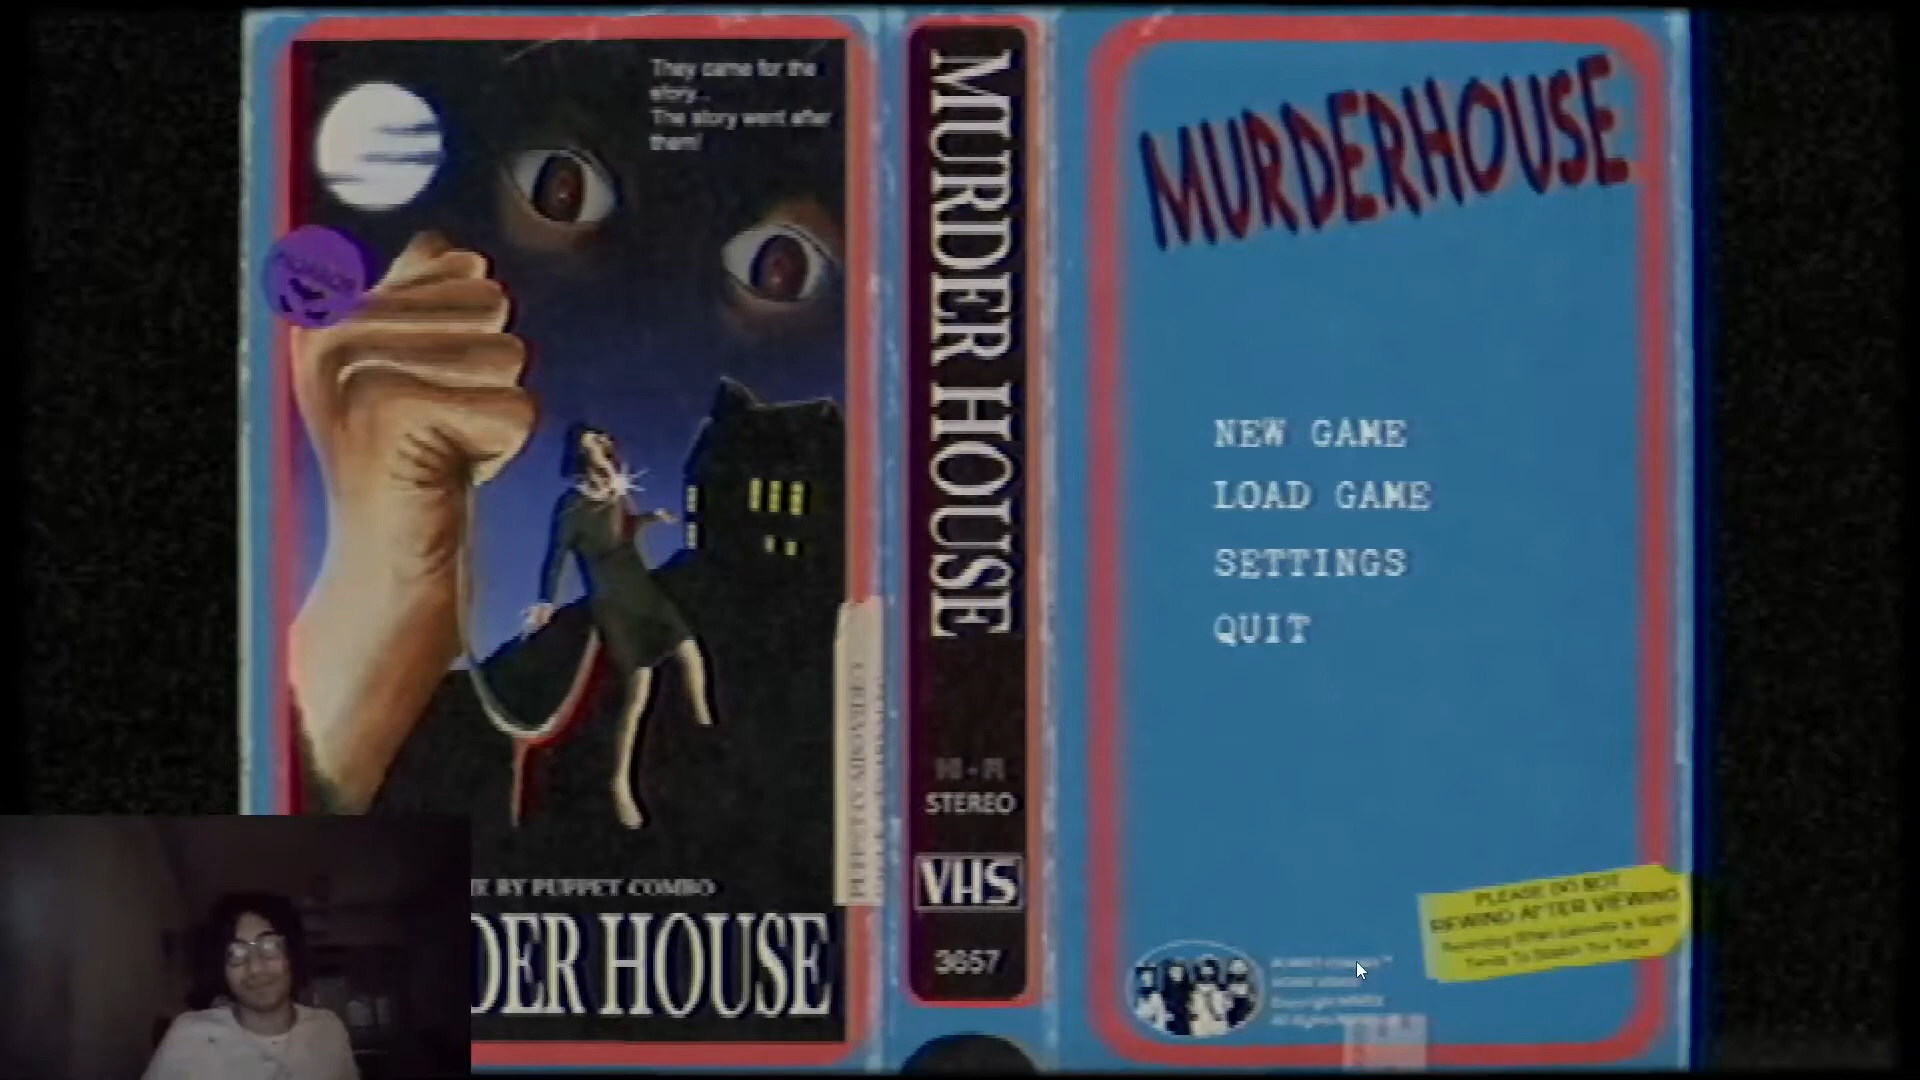 They came for the
story...
The story went after
them!
HORROR
BY PUPPET COMBO
DER HOUSE
MURDER HOUSE
HI-FI
STEREO
VHS
3657
MURDERHOUSE
NEW GAME
LOAD GAME
SETTINGS
QUIT
PLEASE DO NOT
REWIND AFTER VIEWING